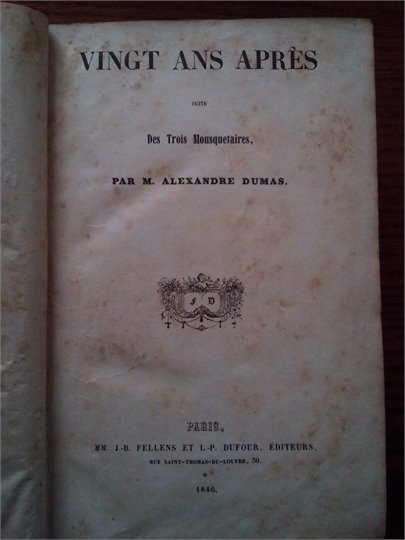 VINGT ANS APRÈS
SUITE
Des Trois Mousquetaires,
PAR M. ALEXANDRE DUMAS.
F D
PARIS,
MM. J.-B. FELLENS ET L.-P. DUFOUR, ÉDITEURS,
RUE SAINT-THOMAS-DU-LOUVRE, 30.
1846.